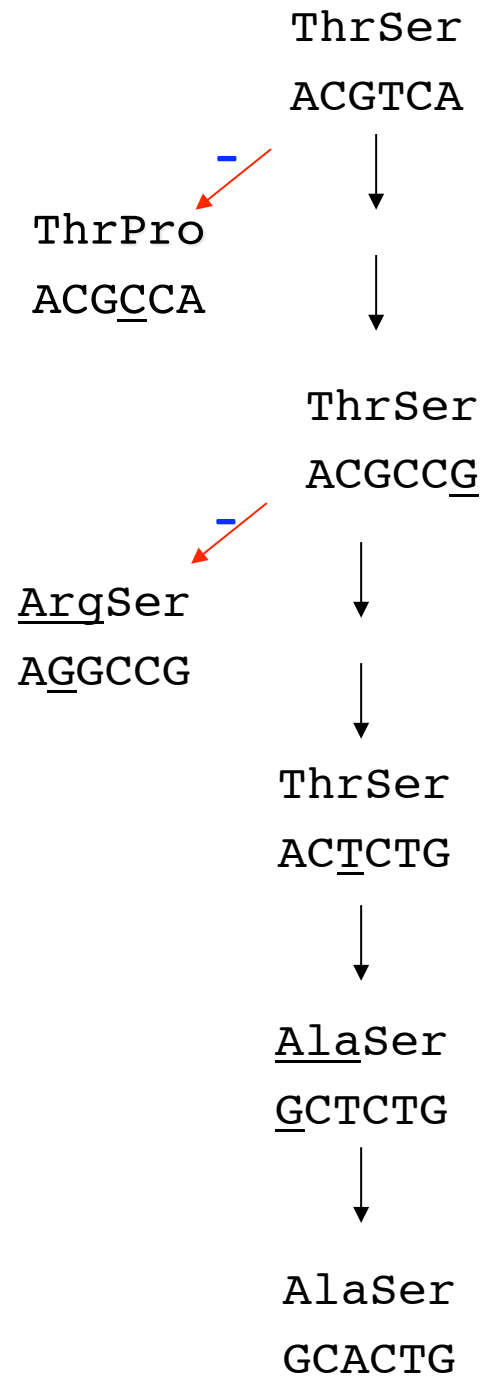 ThrSer
ACGTCA
-
ThrPro
ACGCCA
ThrSer
ACGCCG
-
ArgSer
AGGCCG
ThrSer
ACTCTG
AlaSer
GCTCTG
AlaSer
GCACTG